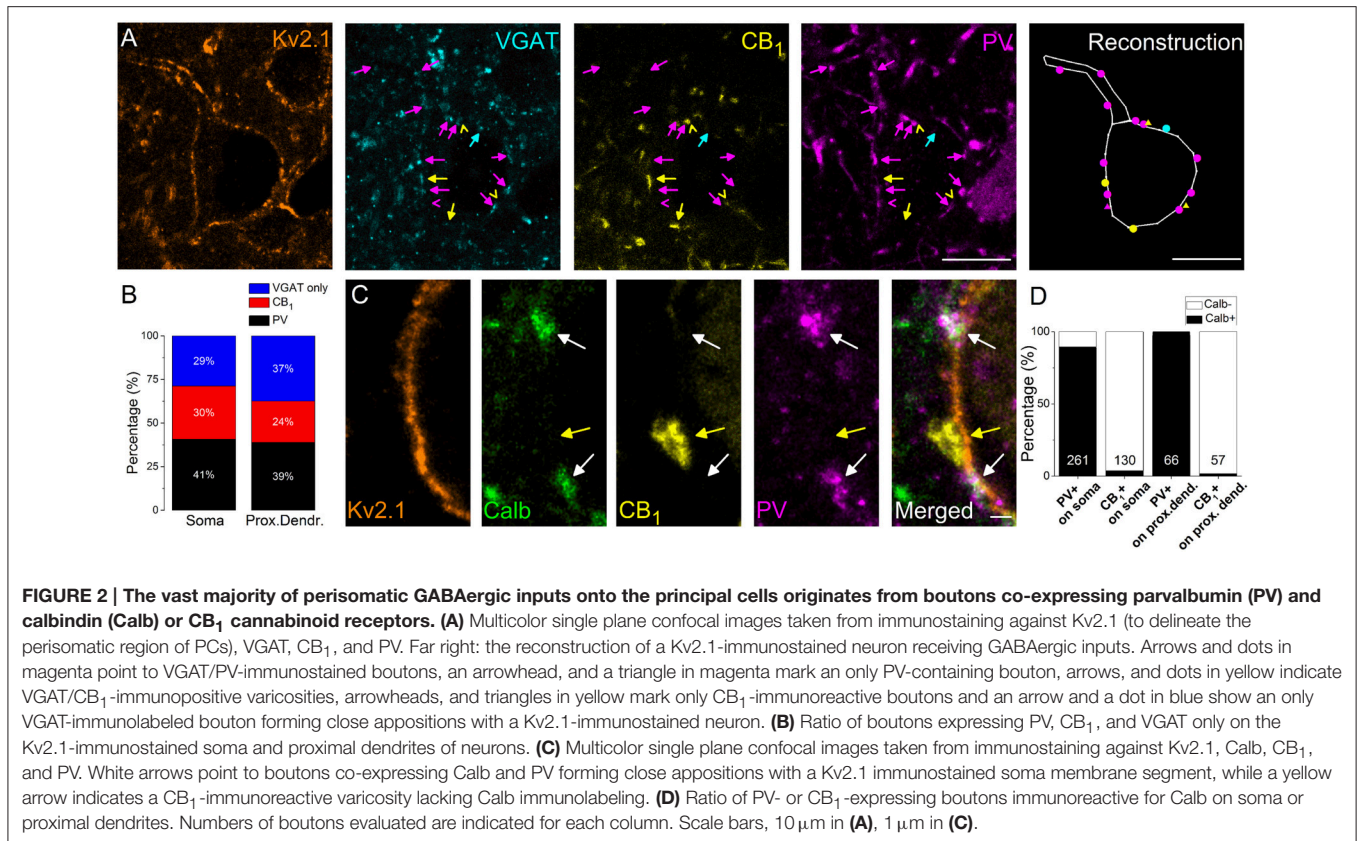 A
Kv2.1
VGAT
CB1
PV
Reconstruction
B
VGAT only
CB1
PV
Percentage (%)
100
75
50
25
0
29%
30%
41%
37%
24%
39%
Soma
Prox.Dendr.
C
Kv2.1
Calb
CB1
PV
Merged
D
Calb-
Calb+
Percentage (%)
100
50
0
261
130
66
57
PV+ on soma
CB1+ on soma
PV+ on prox.dend.
CB1+ on prox. dend.
FIGURE 2 | The vast majority of perisomatic GABAergic inputs onto the principal cells originates from boutons co-expressing parvalbumin (PV) and
calbindin (Calb) or CB1 cannabinoid receptors. (A) Multicolor single plane confocal images taken from immunostaining against Kv2.1 (to delineate the
perisomatic region of PCs), VGAT, CB1, and PV. Far right: the reconstruction of a Kv2.1-immunostained neuron receiving GABAergic inputs. Arrows and dots in
magenta point to VGAT/PV-immunostained boutons, an arrowhead, and a triangle in magenta mark an only PV-containing bouton, arrows, and dots in yellow indicate
VGAT/CB1-immunopositive varicosities, arrowheads, and triangles in yellow mark only CB1-immunoreactive boutons and an arrow and a dot in blue show an only
VGAT-immunolabeled bouton forming close appositions with a Kv2.1-immunostained neuron. (B) Ratio of boutons expressing PV, CB1, and VGAT only on the
Kv2.1-immunostained soma and proximal dendrites of neurons. (C) Multicolor single plane confocal images taken from immunostaining against Kv2.1, Calb, CB1,
and PV. White arrows point to boutons co-expressing Calb and PV forming close appositions with a Kv2.1 immunostained soma membrane segment, while a yellow
arrow indicates a CB1-immunoreactive varicosity lacking Calb immunolabeling. (D) Ratio of PV- or CB1-expressing boutons immunoreactive for Calb on soma or
proximal dendrites. Numbers of boutons evaluated are indicated for each column. Scale bars, 10 µm in (A), 1 µm in (C).